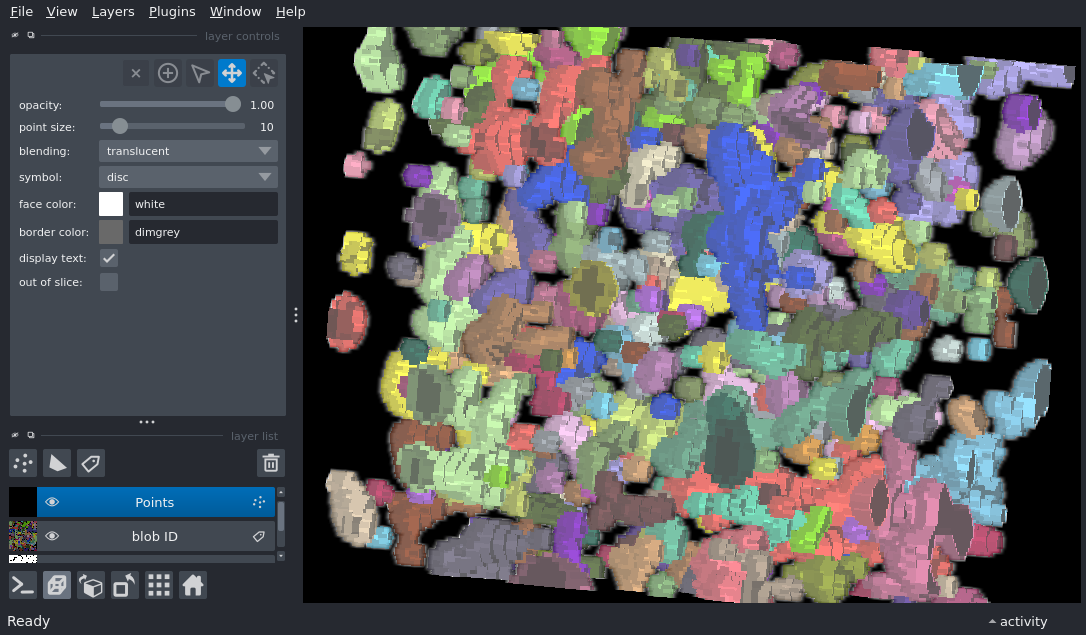 File View Layers Plugins Window Help
layer controls
opacity: 1.00
point size: 10
blending: translucent
symbol: disc
face color: white
border color: dimgrey
display text:
out of slice:
layer list
Points
blob ID
Ready
activity